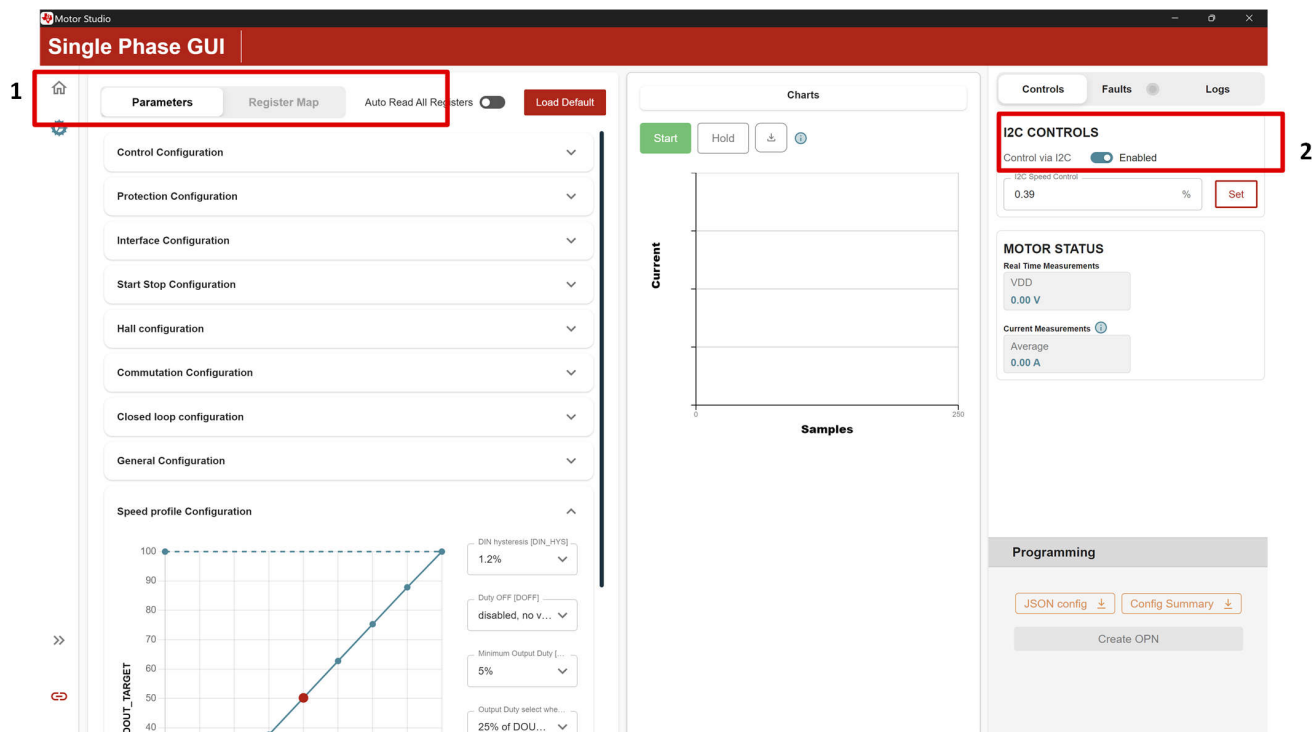 Motor Studio
Single Phase GUI
1
Parameters
Register Map
Auto Read All Registers
Load Default
Control Configuration
Protection Configuration
Interface Configuration
Start Stop Configuration
Hall configuration
Commutation Configuration
Closed loop configuration
General Configuration
Speed profile Configuration
100
90
80
70
60
50
40
DOUT_TARGET
DIN hysteresis [DIN_HYS]
1.2%
Duty OFF [DOFF]
disabled, no v...
Minimum Output Duty [...
5%
Output Duty select whe...
25% of DOU...
Charts
Start
Hold
Current
0
250
Samples
Controls
Faults
Logs
2
I2C CONTROLS
Control via I2C
Enabled
I2C Speed Control
0.39
%
Set
MOTOR STATUS
Real Time Measurements
VDD
0.00 V
Current Measurements
Average
0.00 A
Programming
JSON config
Config Summary
Create OPN